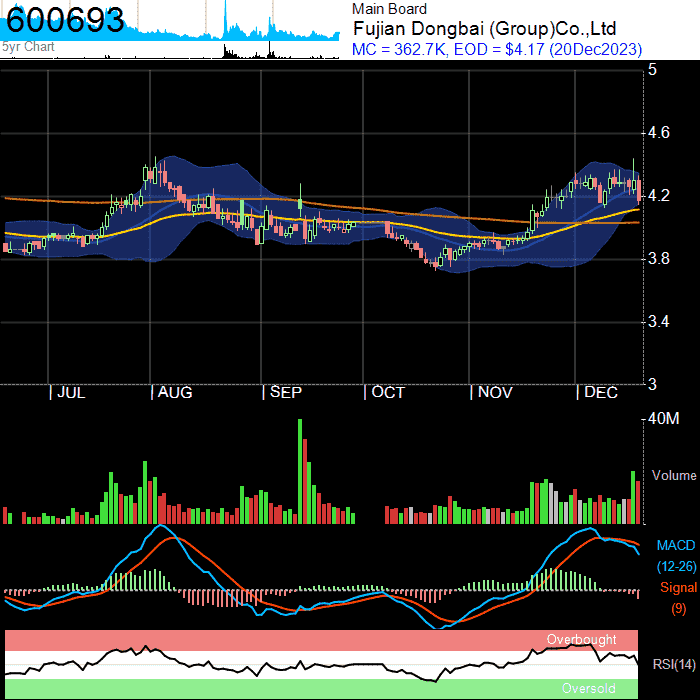 600693
5yr Chart
Main Board
Fujian Dongbai (Group)Co.,Ltd
MC = 362.7K, EOD = $4.17 (20Dec2023)
5
4.6
4.2
3.8
3.4
3
JUL
AUG
SEP
OCT
NOV
DEC
40M
Volume
MACD
(12-26)
Signal
(9)
Overbought
RSI(14)
Oversold